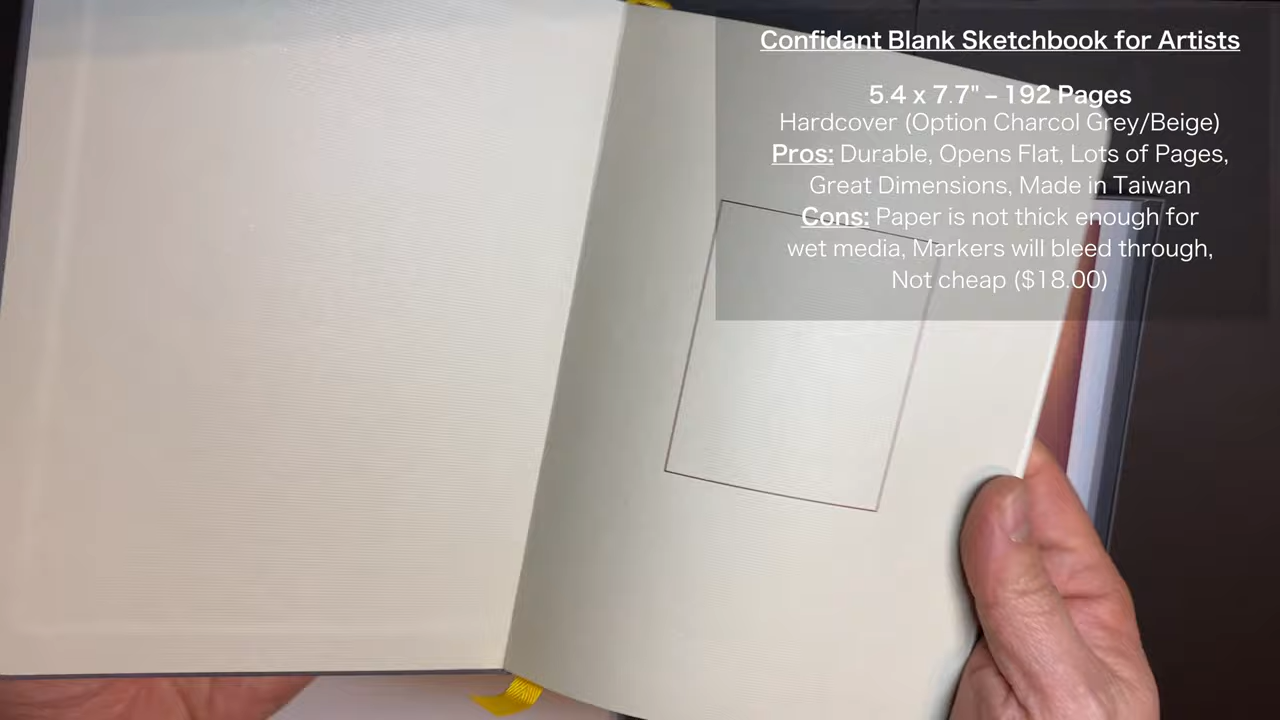 Confidant Blank Sketchbook for Artists
5.4 x 7.7" – 192 Pages
Hardcover (Option Charcol Grey/Beige)
Pros: Durable, Opens Flat, Lots of Pages,
Great Dimensions, Made in Taiwan
Cons: Paper is not thick enough for
wet media, Markers will bleed through,
Not cheap ($18.00)